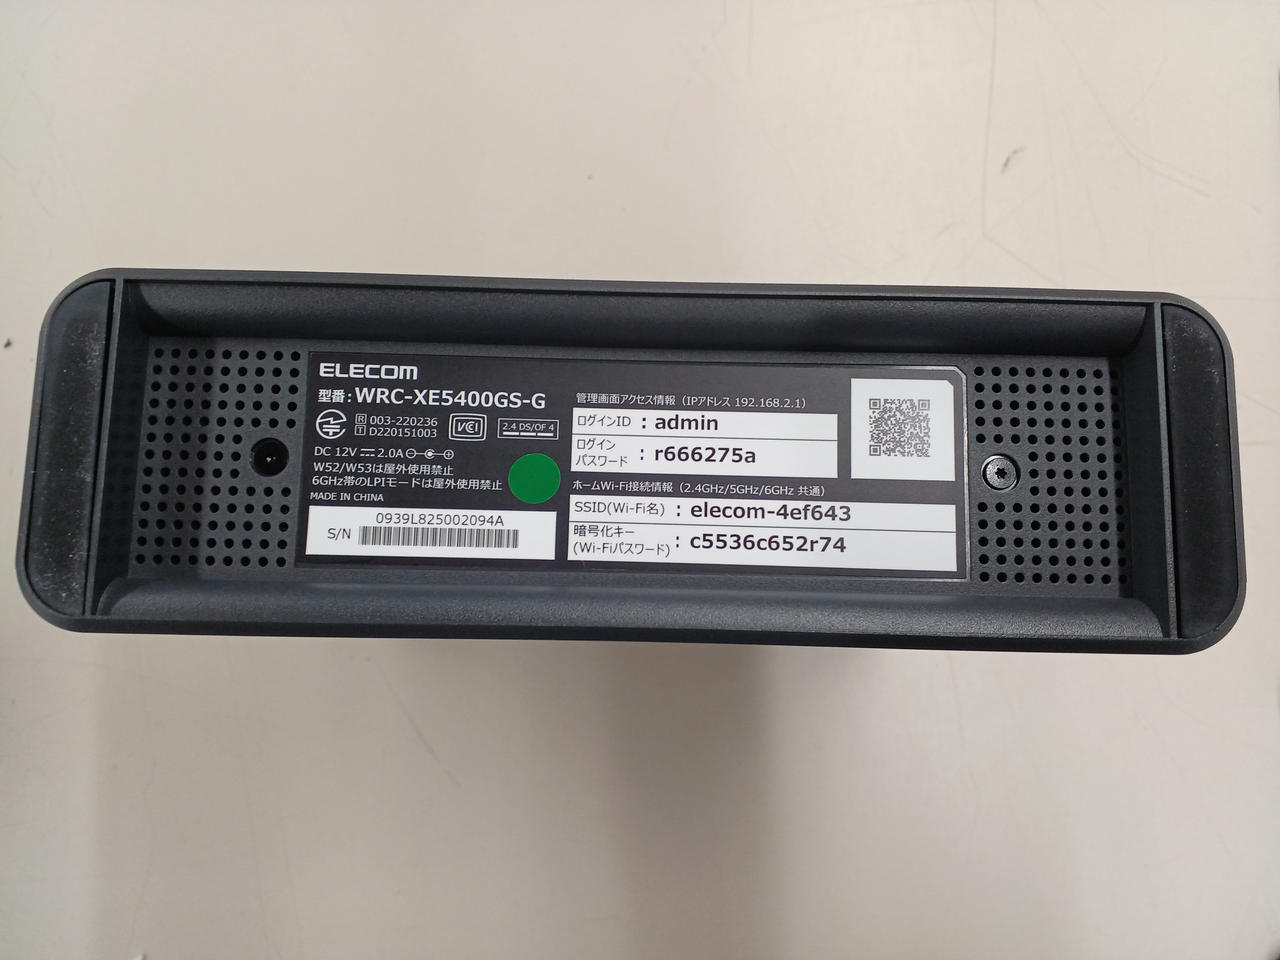 ELECOM
型番:WRC-XE5400GS-G
R 003-220236
T D220151003
VCCI
2.4 DS/OF 4
DC 12V 2.0A
W52/W53は屋外使用禁止
6GHz帯のLPIモードは屋外使用禁止
MADE IN CHINA
0939L825002094A
S/N
管理画面アクセス情報(IPアドレス 192.168.2.1)
ログインID:admin
ログイン
パスワード:r666275a
ホームWi-Fi接続情報(2.4GHz/5GHz/6GHz 共通)
SSID(Wi-Fi名):elecom-4ef643
暗号化キー
(Wi-Fiパスワード):c5536c652r74